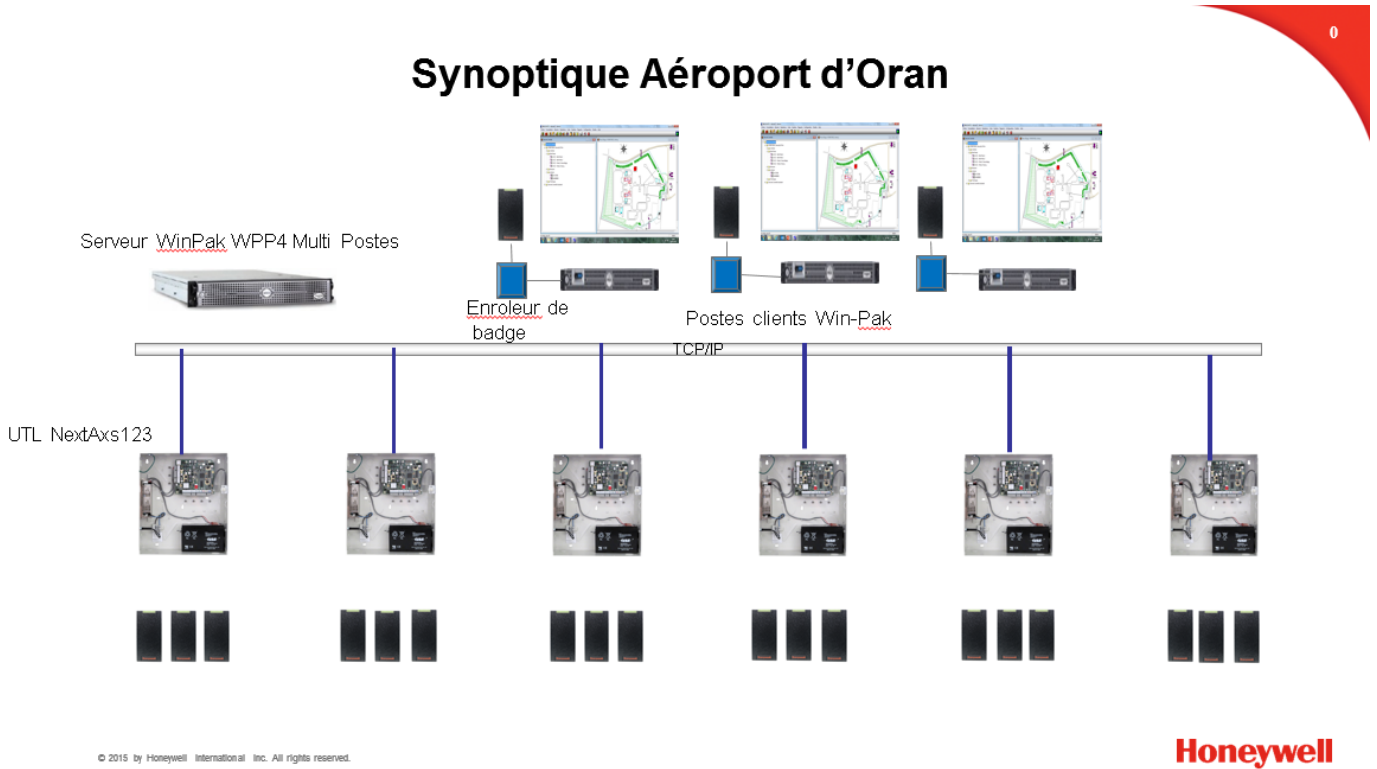 0
Synoptique Aéroport d’Oran
Serveur WinPak WPP4 Multi Postes
Enroleur de
badge
Postes clients Win-Pak
TCP/IP
UTL NextAxs123
© 2015 by Honeywell International Inc. All rights reserved.
Honeywell